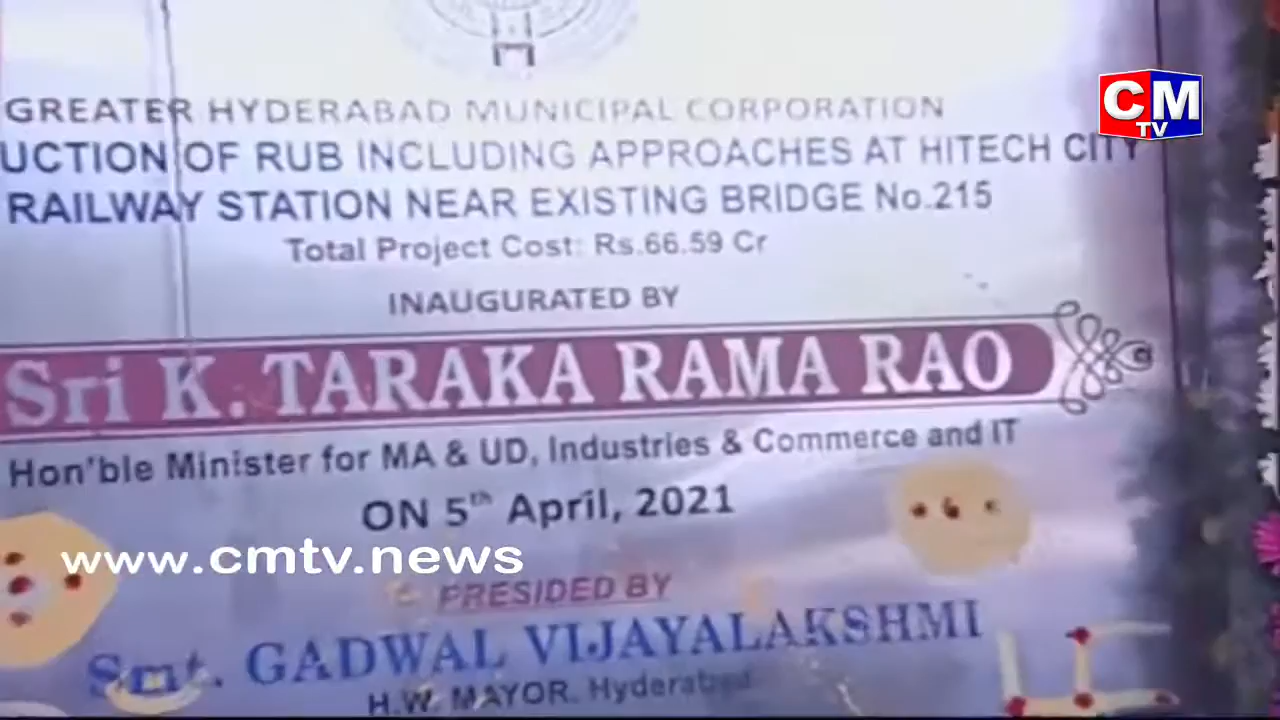 GREATER HYDERABAD MUNICIPAL CORPORATION
UCTION OF RUB INCLUDING APPROACHES AT HITECH CITY
RAILWAY STATION NEAR EXISTING BRIDGE No.215
Total Project Cost: Rs.66.59 Cr
INAUGURATED BY
Sri K. TARAKA RAMA RAO
Hon'ble Minister for MA & UD, Industries & Commerce and IT
ON 5th April, 2021
PRESIDED BY
Smt. GADWAL VIJAYALAKSHMI
H.W. MAYOR, Hyderabad
CM
TV
www.cmtv.news